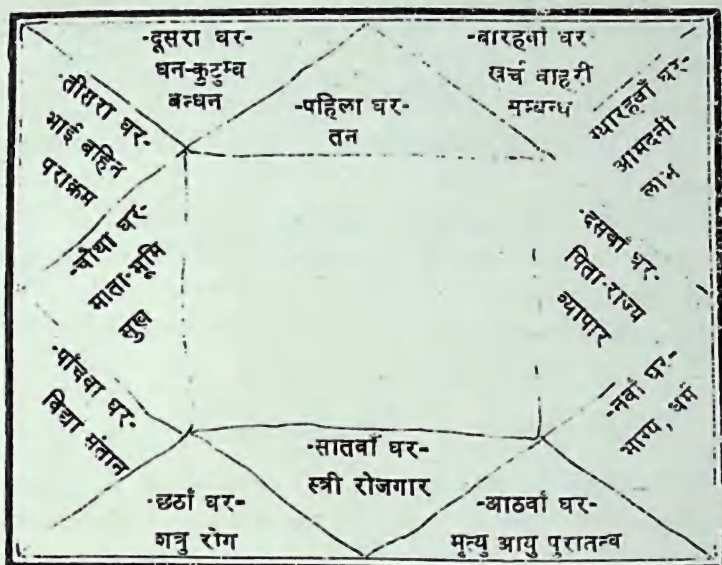 -दूसरा घर-
धन-कुटुम्ब
बन्धन
-बारहवाँ घर
खर्च बाहरी
सम्बन्ध
-पहिला घर-
तन
-तीसरा घर-
भाई बहिन
पराक्रम
ग्यारहवाँ घर-
आमदनी
लाभ
-चौथा घर-
माता-भूमि
सुख
-दसवाँ घर-
पिता-राज्य
व्यापार
-पाँचवा घर-
विद्या संतान
-नवाँ घर-
भाग्य, धर्म
-सातवाँ घर-
स्त्री रोजगार
-छठाँ घर-
शत्रु रोग
-आठवाँ घर-
मृत्यु आयु पुरातत्व